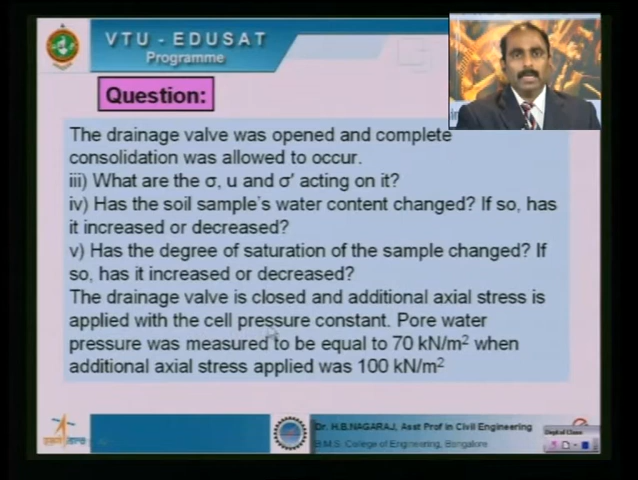 VTU - EDUSAT
Programme
Question:
The drainage valve was opened and complete
consolidation was allowed to occur.
iii) What are the σ, u and σ′ acting on it?
iv) Has the soil sample's water content changed? If so, has
it increased or decreased?
v) Has the degree of saturation of the sample changed? If
so, has it increased or decreased?
The drainage valve is closed and additional axial stress is
applied with the cell pressure constant. Pore water
pressure was measured to be equal to 70 kN/m² when
additional axial stress applied was 100 kN/m²
Dr. H.B.NAGARAJ, Asst Prof in Civil Engineering
B.M.S. College of Engineering, Bangalore